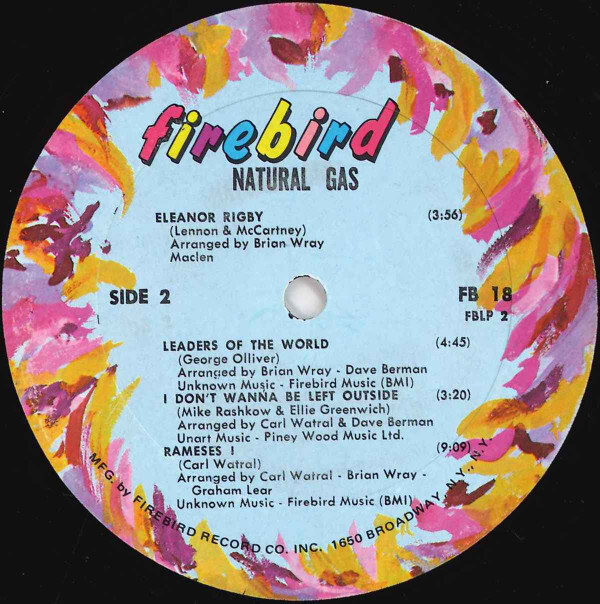 firebird
NATURAL GAS
ELEANOR RIGBY (3:56)
(Lennon & McCartney)
Arranged by Brian Wray
Maclen
SIDE 2 FB 18
FBLP 2
LEADERS OF THE WORLD (4:45)
(George Olliver)
Arranged by Brian Wray - Dave Berman
Unknown Music - Firebird Music (BMI)
I DON'T WANNA BE LEFT OUTSIDE (3:20)
(Mike Rashkow & Ellie Greenwich)
Arranged by Carl Watral & Dave Berman
Unart Music - Piney Wood Music Ltd.
RAMESES ! (9:09)
(Carl Watral)
Arranged by Carl Watral - Brian Wray -
Graham Lear
Unknown Music - Firebird Music (BMI)
MFG. by FIREBIRD RECORD CO. INC. 1650 BROADWAY, N.Y., N.Y.